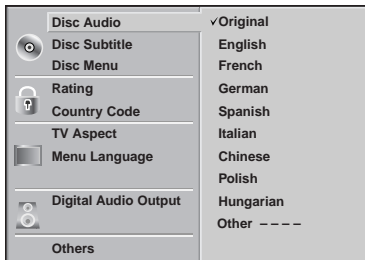 Disc Audio
Disc Subtitle
Disc Menu
Rating
Country Code
TV Aspect
Menu Language
Digital Audio Output
Others
✓Original
English
French
German
Spanish
Italian
Chinese
Polish
Hungarian
Other – – – –